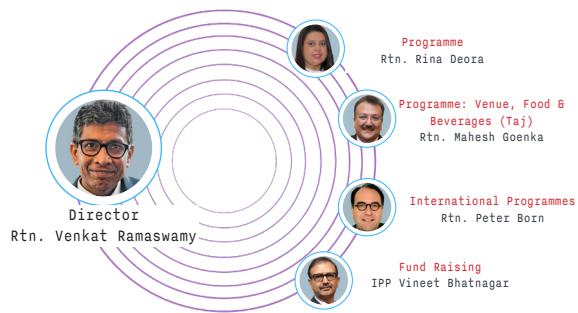 Programme
Rtn. Rina Deora
Programme: Venue, Food &
Beverages (Taj)
Rtn. Mahesh Goenka
Director
Rtn. Venkat Ramaswamy
International Programmes
Rtn. Peter Born
Fund Raising
IPP Vineet Bhatnagar